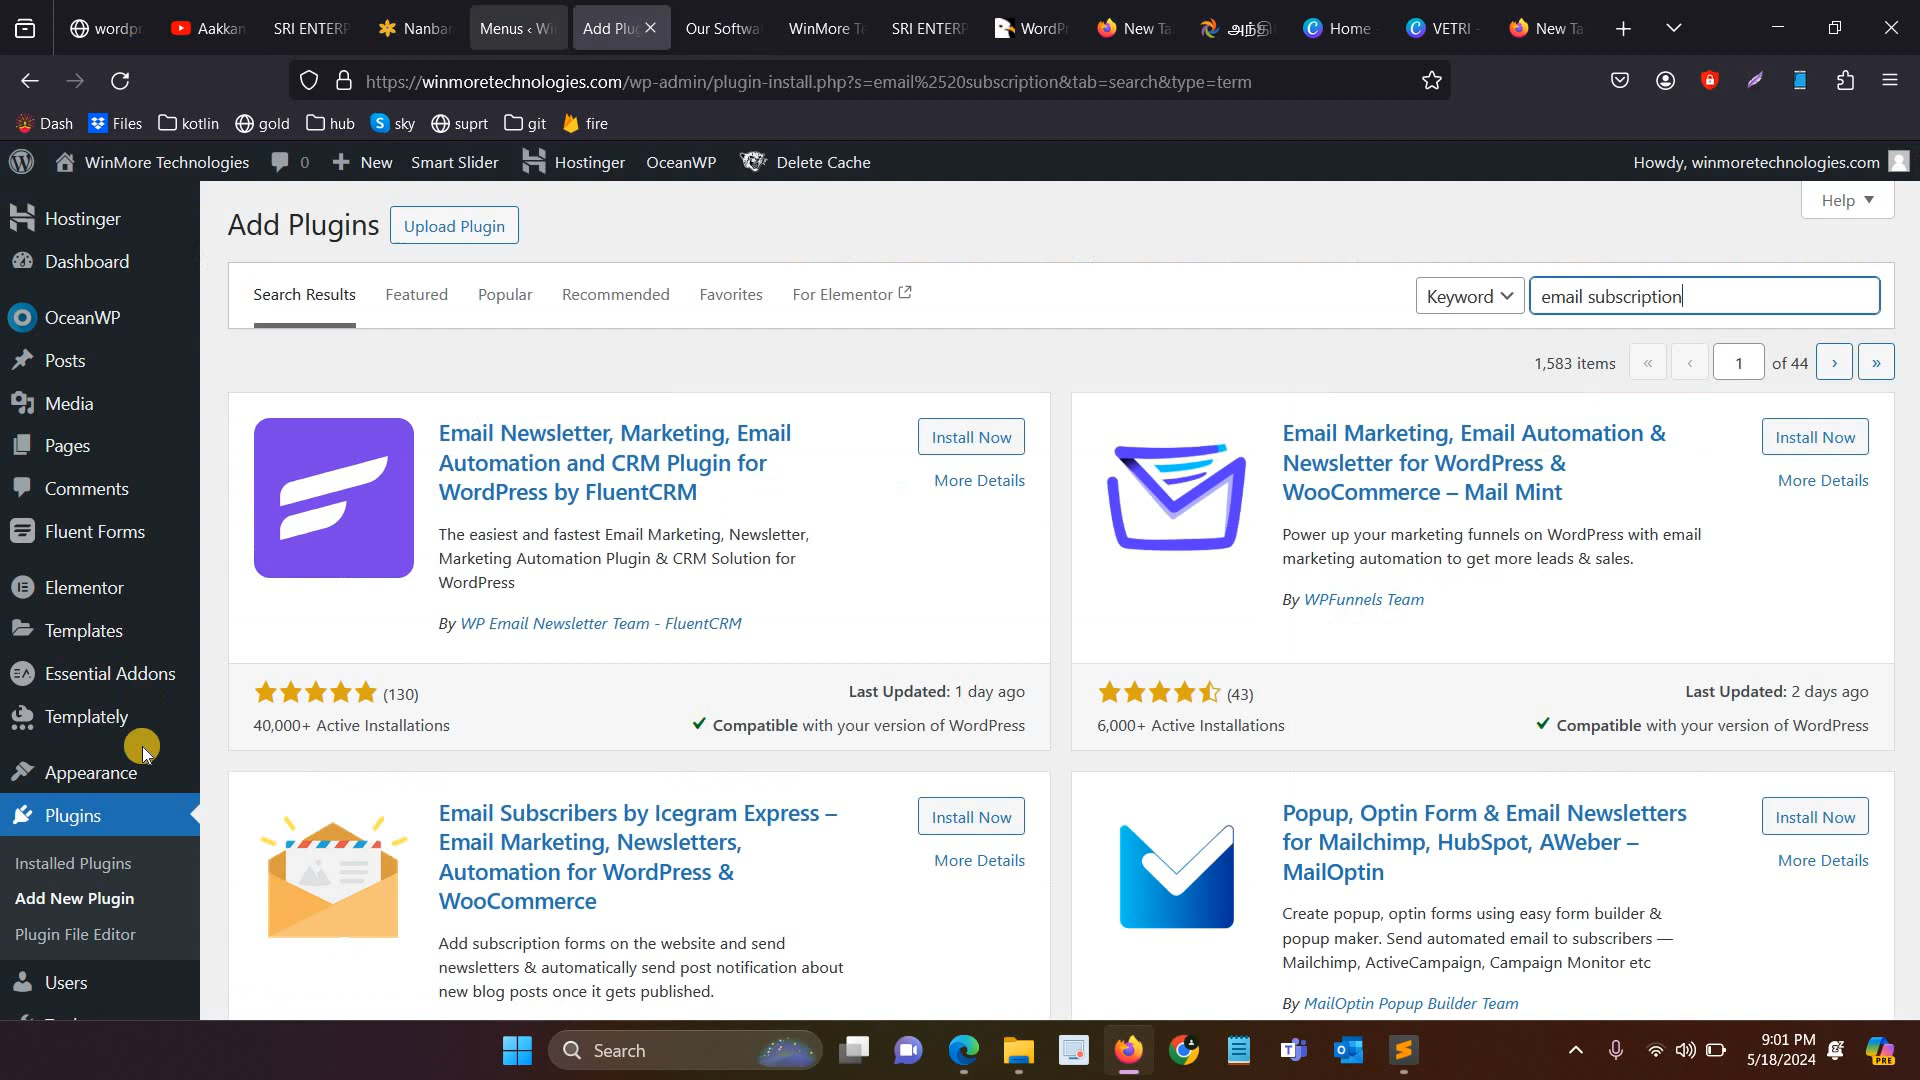 wordpr
Aakkan
SRI ENTERP
Nanban
Menus ‹ Wi
Add Plug
Our Softwa
WinMore Te
SRI ENTERP
WordPr
New Ta
Home -
VETRI -
New Ta
https://winmoretechnologies.com/wp-admin/plugin-install.php?s=email%2520subscription&tab=search&type=term
Dash Files kotlin gold hub sky suprt git fire
WinMore Technologies 0 New Smart Slider Hostinger OceanWP Delete Cache Howdy, winmoretechnologies.com
Hostinger
Dashboard
OceanWP
Posts
Media
Pages
Comments
Fluent Forms
Elementor
Templates
Essential Addons
Templately
Appearance
Plugins
Installed Plugins
Add New Plugin
Plugin File Editor
Users
Help
Add Plugins Upload Plugin
Search Results Featured Popular Recommended Favorites For Elementor Keyword email subscription
1,583 items « ‹ 1 of 44 › »
Email Newsletter, Marketing, Email
Automation and CRM Plugin for
WordPress by FluentCRM
Install Now
More Details
The easiest and fastest Email Marketing, Newsletter,
Marketing Automation Plugin & CRM Solution for
WordPress
By WP Email Newsletter Team - FluentCRM
(130)
Last Updated: 1 day ago
40,000+ Active Installations
Compatible with your version of WordPress
Email Marketing, Email Automation &
Newsletter for WordPress &
WooCommerce – Mail Mint
Install Now
More Details
Power up your marketing funnels on WordPress with email
marketing automation to get more leads & sales.
By WPFunnels Team
(43)
Last Updated: 2 days ago
6,000+ Active Installations
Compatible with your version of WordPress
Email Subscribers by Icegram Express –
Email Marketing, Newsletters,
Automation for WordPress &
WooCommerce
Install Now
More Details
Add subscription forms on the website and send
newsletters & automatically send post notification about
new blog posts once it gets published.
Popup, Optin Form & Email Newsletters
for Mailchimp, HubSpot, AWeber –
MailOptin
Install Now
More Details
Create popup, optin forms using easy form builder &
popup maker. Send automated email to subscribers —
Mailchimp, ActiveCampaign, Campaign Monitor etc
By MailOptin Popup Builder Team
Search
9:01 PM
5/18/2024